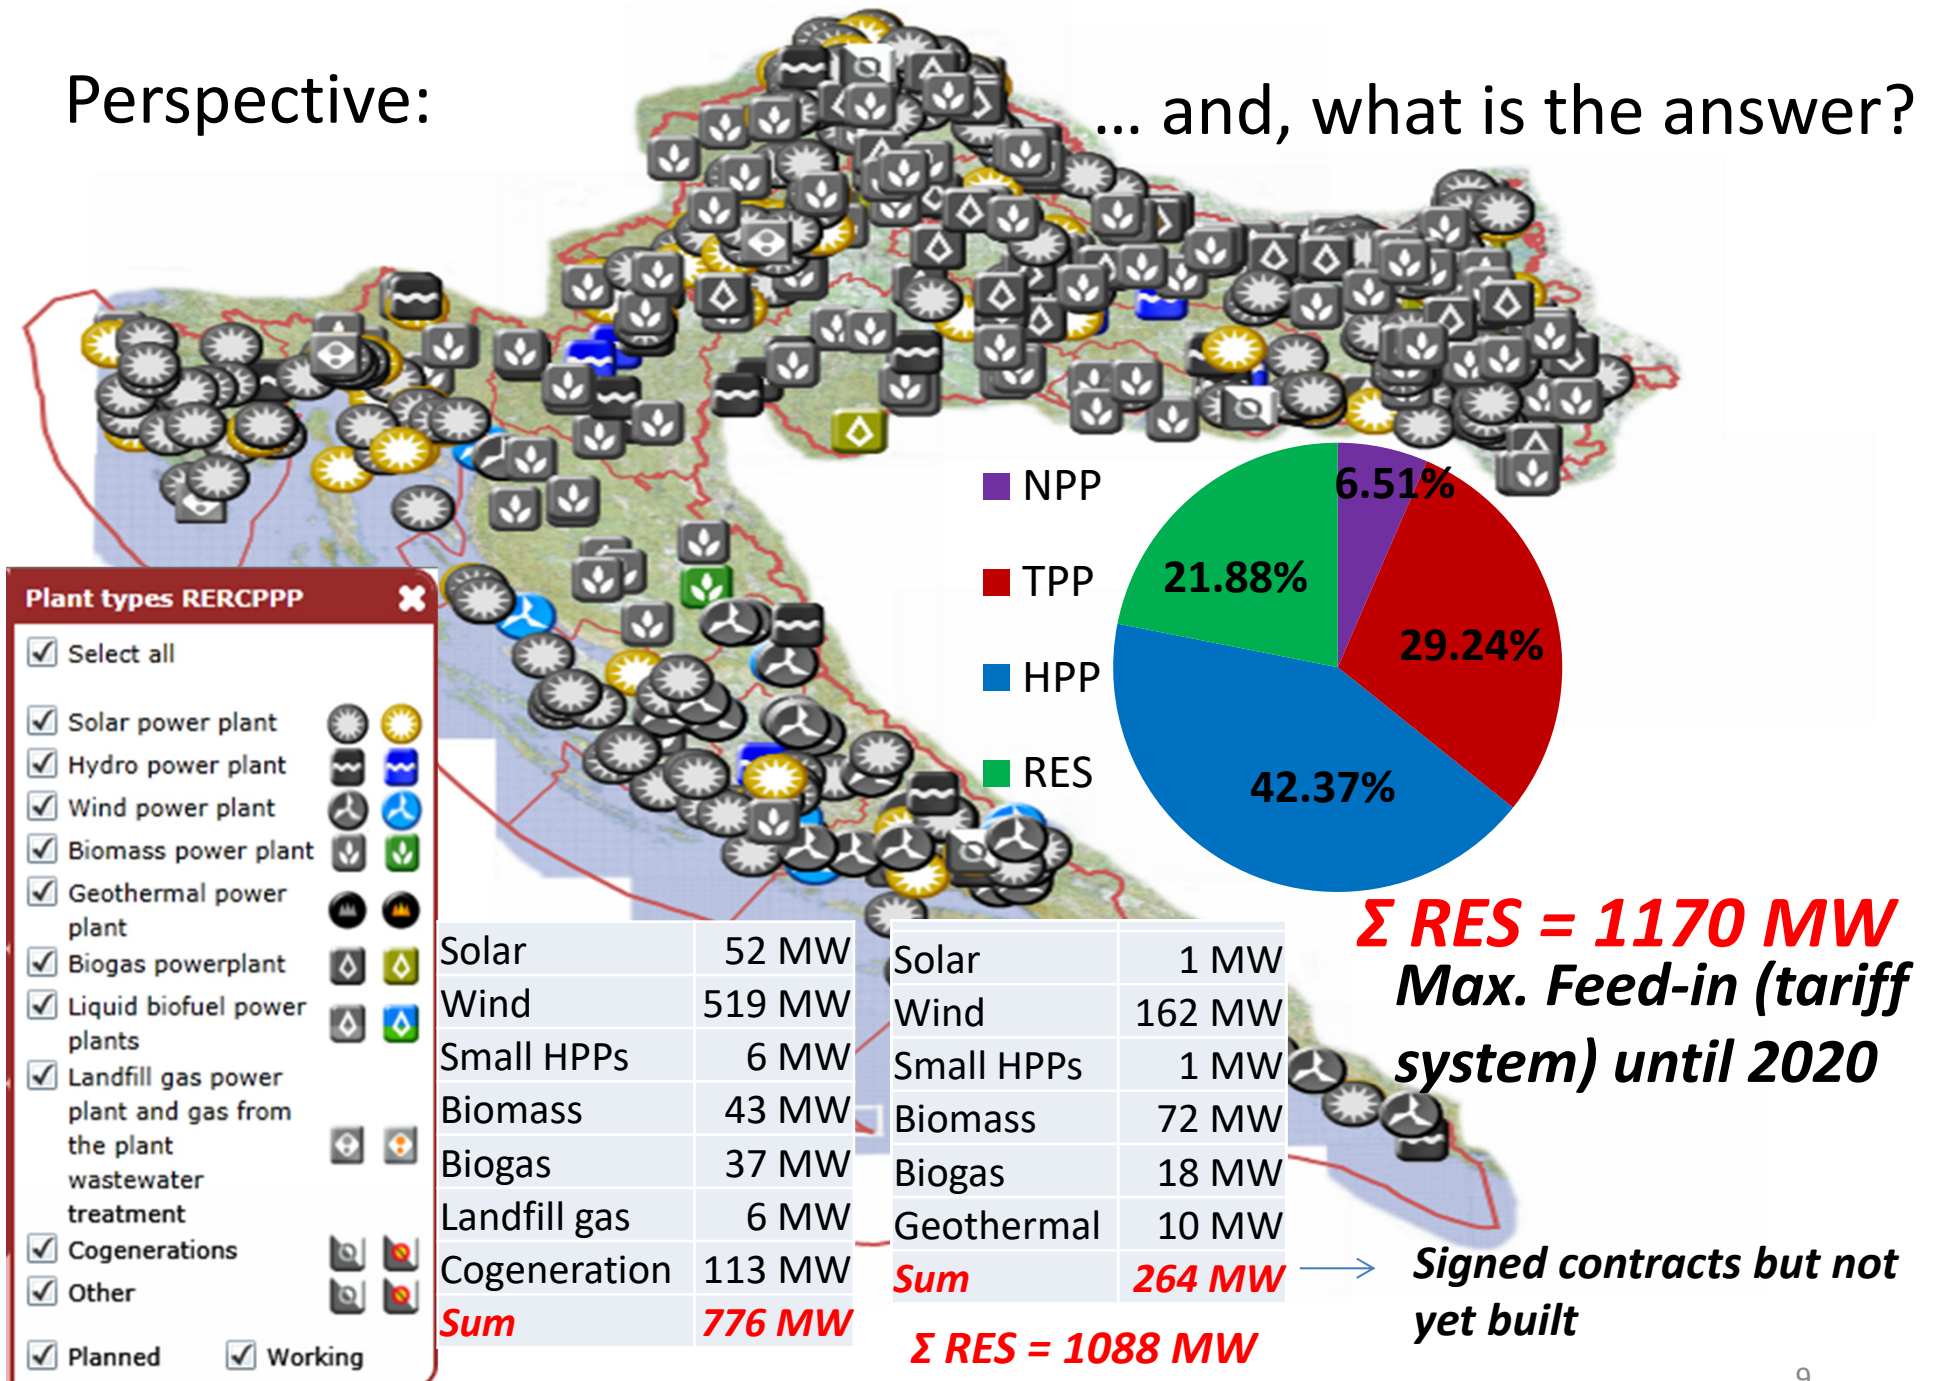 Perspective:
... and, what is the answer?
NPP
TPP
HPP
RES
6.51%
29.24%
42.37%
21.88%
Plant types RERCPPP
Select all
Solar power plant
Hydro power plant
Wind power plant
Biomass power plant
Geothermal power
plant
Biogas powerplant
Liquid biofuel power
plants
Landfill gas power
plant and gas from
the plant
wastewater
treatment
Cogenerations
Other
Planned Working
Solar 52 MW
Wind 519 MW
Small HPPs 6 MW
Biomass 43 MW
Biogas 37 MW
Landfill gas 6 MW
Cogeneration 113 MW
Sum 776 MW
Solar 1 MW
Wind 162 MW
Small HPPs 1 MW
Biomass 72 MW
Biogas 18 MW
Geothermal 10 MW
Sum 264 MW
Σ RES = 1088 MW
Σ RES = 1170 MW
Max. Feed-in (tariff
system) until 2020
Signed contracts but not
yet built
9